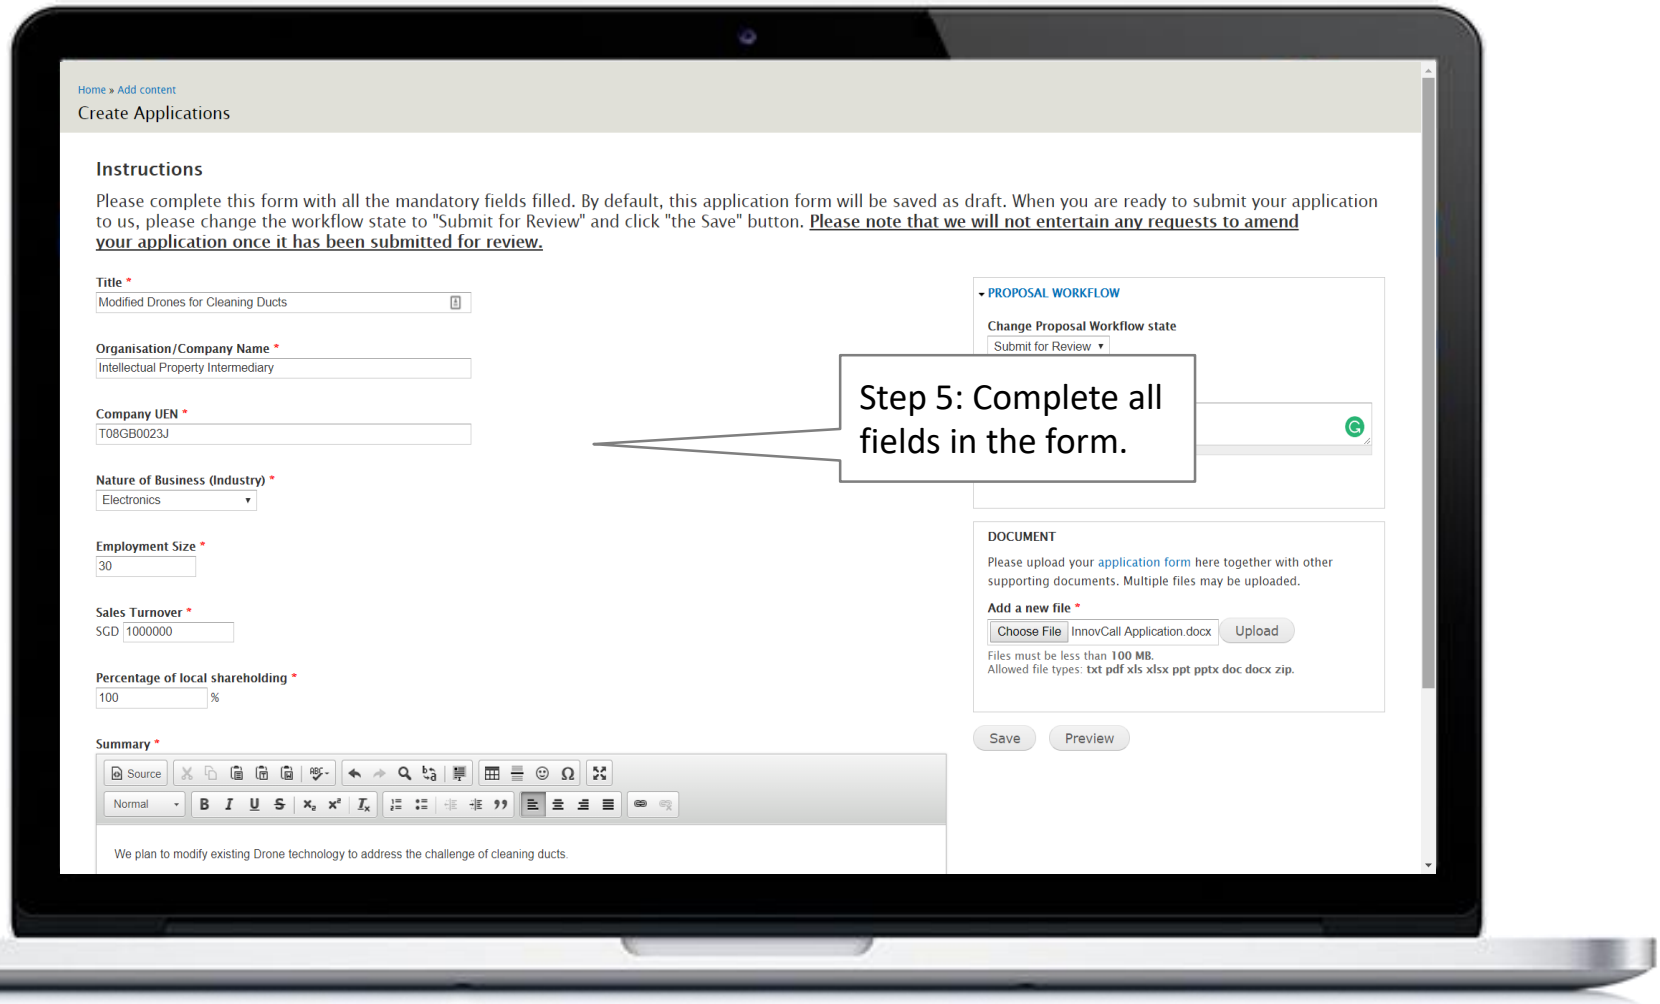 Home » Add content
Create Applications
Instructions
Please complete this form with all the mandatory fields filled. By default, this application form will be saved as draft. When you are ready to submit your application
to us, please change the workflow state to "Submit for Review" and click "the Save" button. Please note that we will not entertain any requests to amend
your application once it has been submitted for review.
Title *
Modified Drones for Cleaning Ducts
Organisation/Company Name *
Intellectual Property Intermediary
Company UEN *
T08GB0023J
Nature of Business (Industry) *
Electronics
Employment Size *
30
Sales Turnover *
SGD 1000000
Percentage of local shareholding *
100 %
Summary *
Source
Normal
B I U S x₂ x² Ix
We plan to modify existing Drone technology to address the challenge of cleaning ducts.
Step 5: Complete all
fields in the form.
PROPOSAL WORKFLOW
Change Proposal Workflow state
Submit for Review
DOCUMENT
Please upload your application form here together with other
supporting documents. Multiple files may be uploaded.
Add a new file *
Choose File InnovCall Application.docx Upload
Files must be less than 100 MB.
Allowed file types: txt pdf xls xlsx ppt pptx doc docx zip.
Save Preview